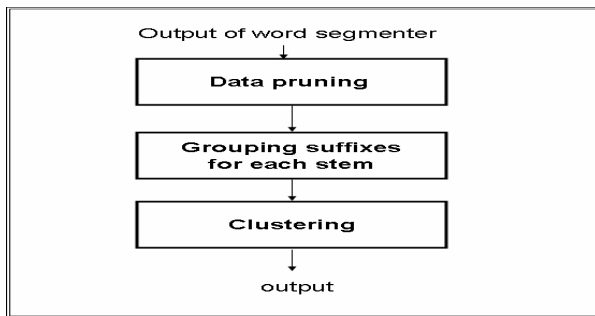 Output of word segmenter
Data pruning
Grouping suffixes
for each stem
Clustering
output